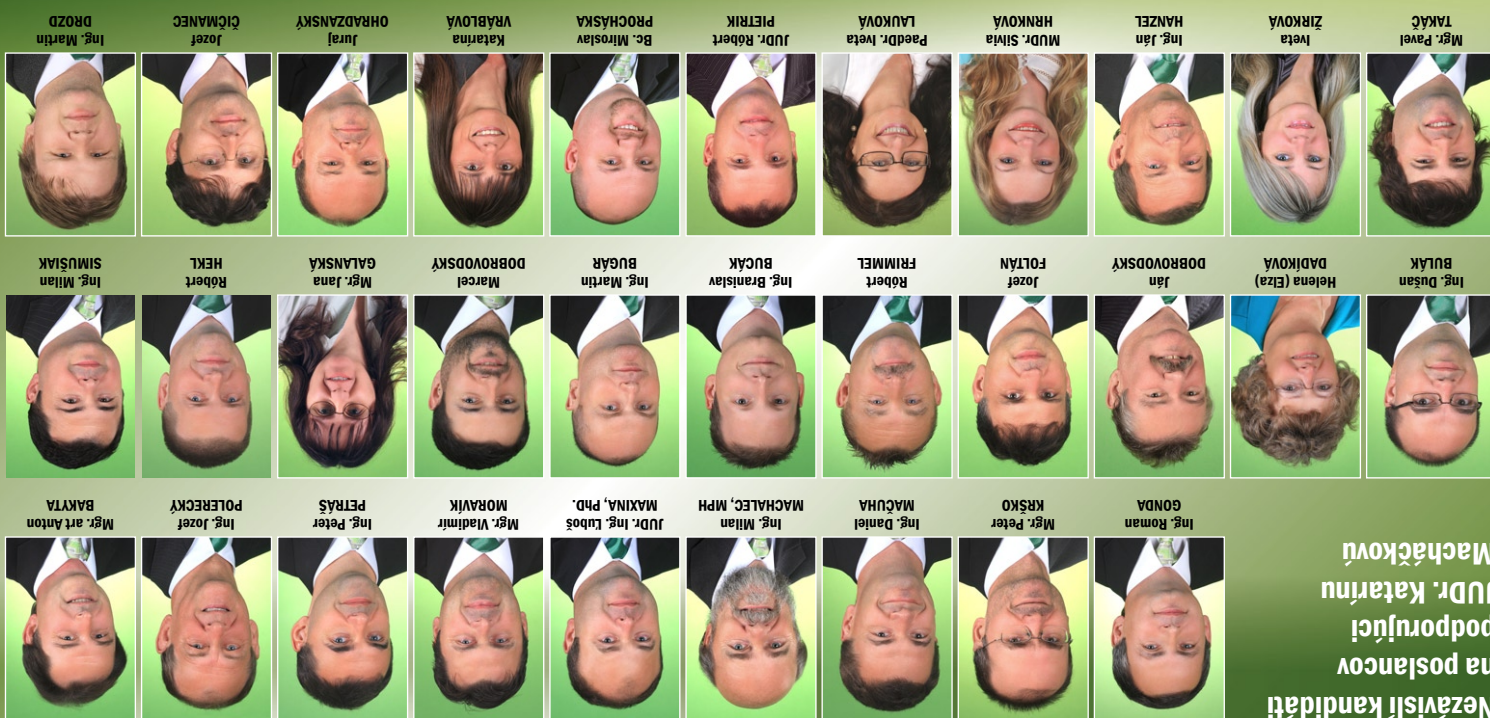 Nezávislí kandidáti
na poslancov
podporujúci
JUDr. Katarínu
Macháčkovú
Ing. Roman
GONDA
Mgr. Peter
KRŠKO
Ing. Daniel
MAČUHA
Ing. Milan
MACHALEC, MPH
JUDr. Ing. Ľuboš
MAXINA, PhD.
Mgr. Vladimír
MORAVÍK
Ing. Peter
PETRÁŠ
Ing. Jozef
POLERECKÝ
Mgr. art Anton
BAKYTA
Ing. Dušan
BULÁK
Helena (Elza)
DADÍKOVÁ
Ján
DOBROVODSKÝ
Jozef
FOLTÁN
Róbert
FRIMMEL
Ing. Branislav
BUCÁK
Ing. Martin
BUGÁR
Marcel
DOBROVODSKÝ
Mgr. Jana
GALANSKÁ
Róbert
HEKL
Ing. Milan
SIMUŠIAK
Mgr. Pavel
TAKÁČ
Iveta
ŽIRKOVÁ
Ing. Ján
HANZEL
MUDr. Silvia
HRNKOVÁ
PaedDr. Iveta
LAUKOVÁ
JUDr. Róbert
PIETRIK
Bc. Miroslav
PROCHÁSKA
Katarína
VRÁBLOVÁ
Juraj
OHRADZANSKÝ
Jozef
ČIČMANEC
Ing. Martin
DROZD